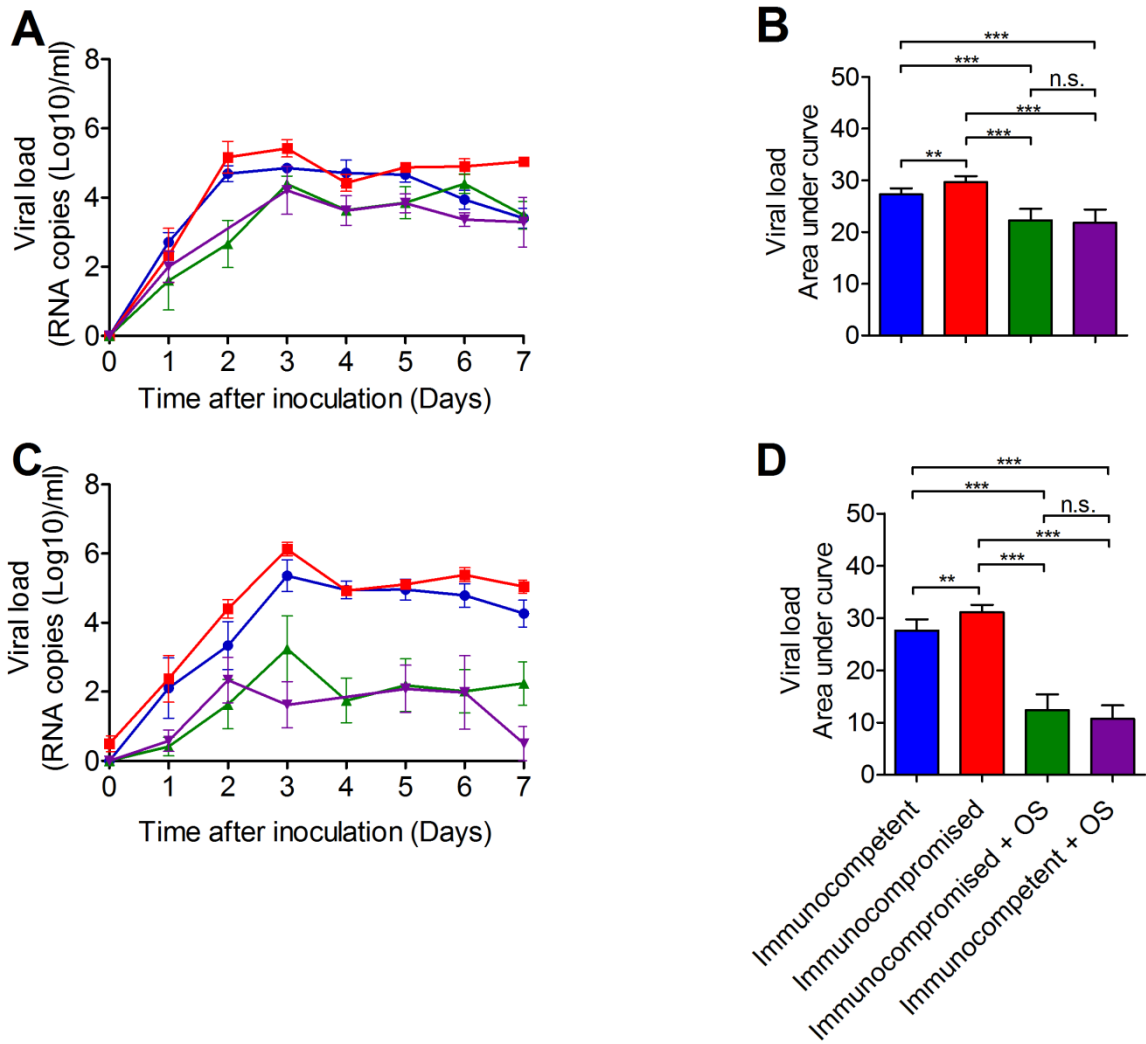 A
Viral load
(RNA copies (Log10)/ml)
8
6
4
2
0
0 1 2 3 4 5 6 7
Time after inoculation (Days)
B
Viral load
Area under curve
50
40
30
20
10
0
***
***
n.s.
***
***
**
C
Viral load
(RNA copies (Log10)/ml)
8
6
4
2
0
0 1 2 3 4 5 6 7
Time after inoculation (Days)
D
Viral load
Area under curve
50
40
30
20
10
0
***
***
n.s.
***
***
**
Immunocompetent
Immunocompromised
Immunocompromised + OS
Immunocompetent + OS